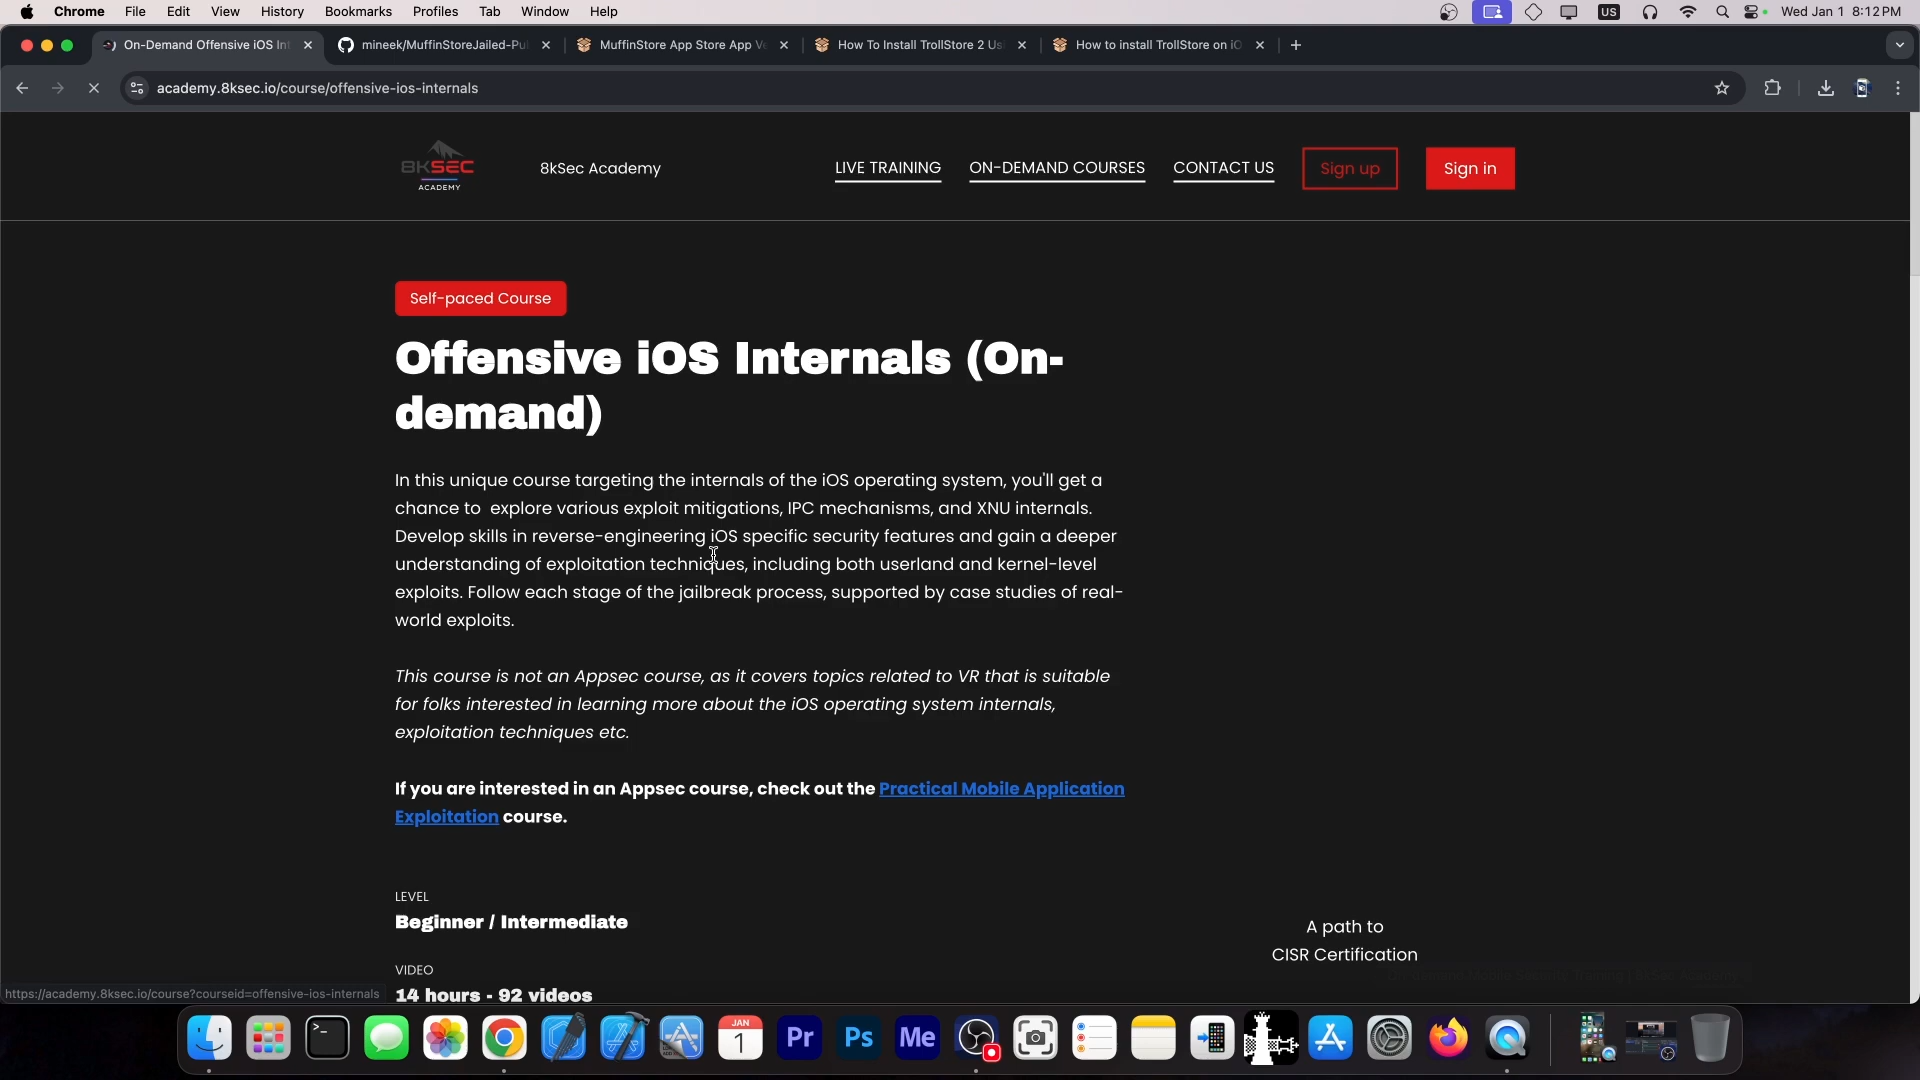 Chrome File Edit View History Bookmarks Profiles Tab Window Help US Wed Jan 1 8:12 PM
On-Demand Offensive iOS Int mineek/MuffinStoreJailed-Pu MuffinStore App Store App Ve How To Install TrollStore 2 Us How to install TrollStore on iO
academy.8ksec.io/course/offensive-ios-internals
8KSEC
ACADEMY
8kSec Academy LIVE TRAINING ON-DEMAND COURSES CONTACT US Sign up Sign in
Self-paced Course
Offensive iOS Internals (On-
demand)
In this unique course targeting the internals of the iOS operating system, you'll get a
chance to explore various exploit mitigations, IPC mechanisms, and XNU internals.
Develop skills in reverse-engineering iOS specific security features and gain a deeper
understanding of exploitation techniques, including both userland and kernel-level
exploits. Follow each stage of the jailbreak process, supported by case studies of real-
world exploits.
This course is not an Appsec course, as it covers topics related to VR that is suitable
for folks interested in learning more about the iOS operating system internals,
exploitation techniques etc.
If you are interested in an Appsec course, check out the Practical Mobile Application
Exploitation course.
LEVEL
Beginner / Intermediate
A path to
CISR Certification
VIDEO
14 hours - 92 videos
https://academy.8ksec.io/course?courseid=offensive-ios-internals
JAN
1
Pr Ps Me